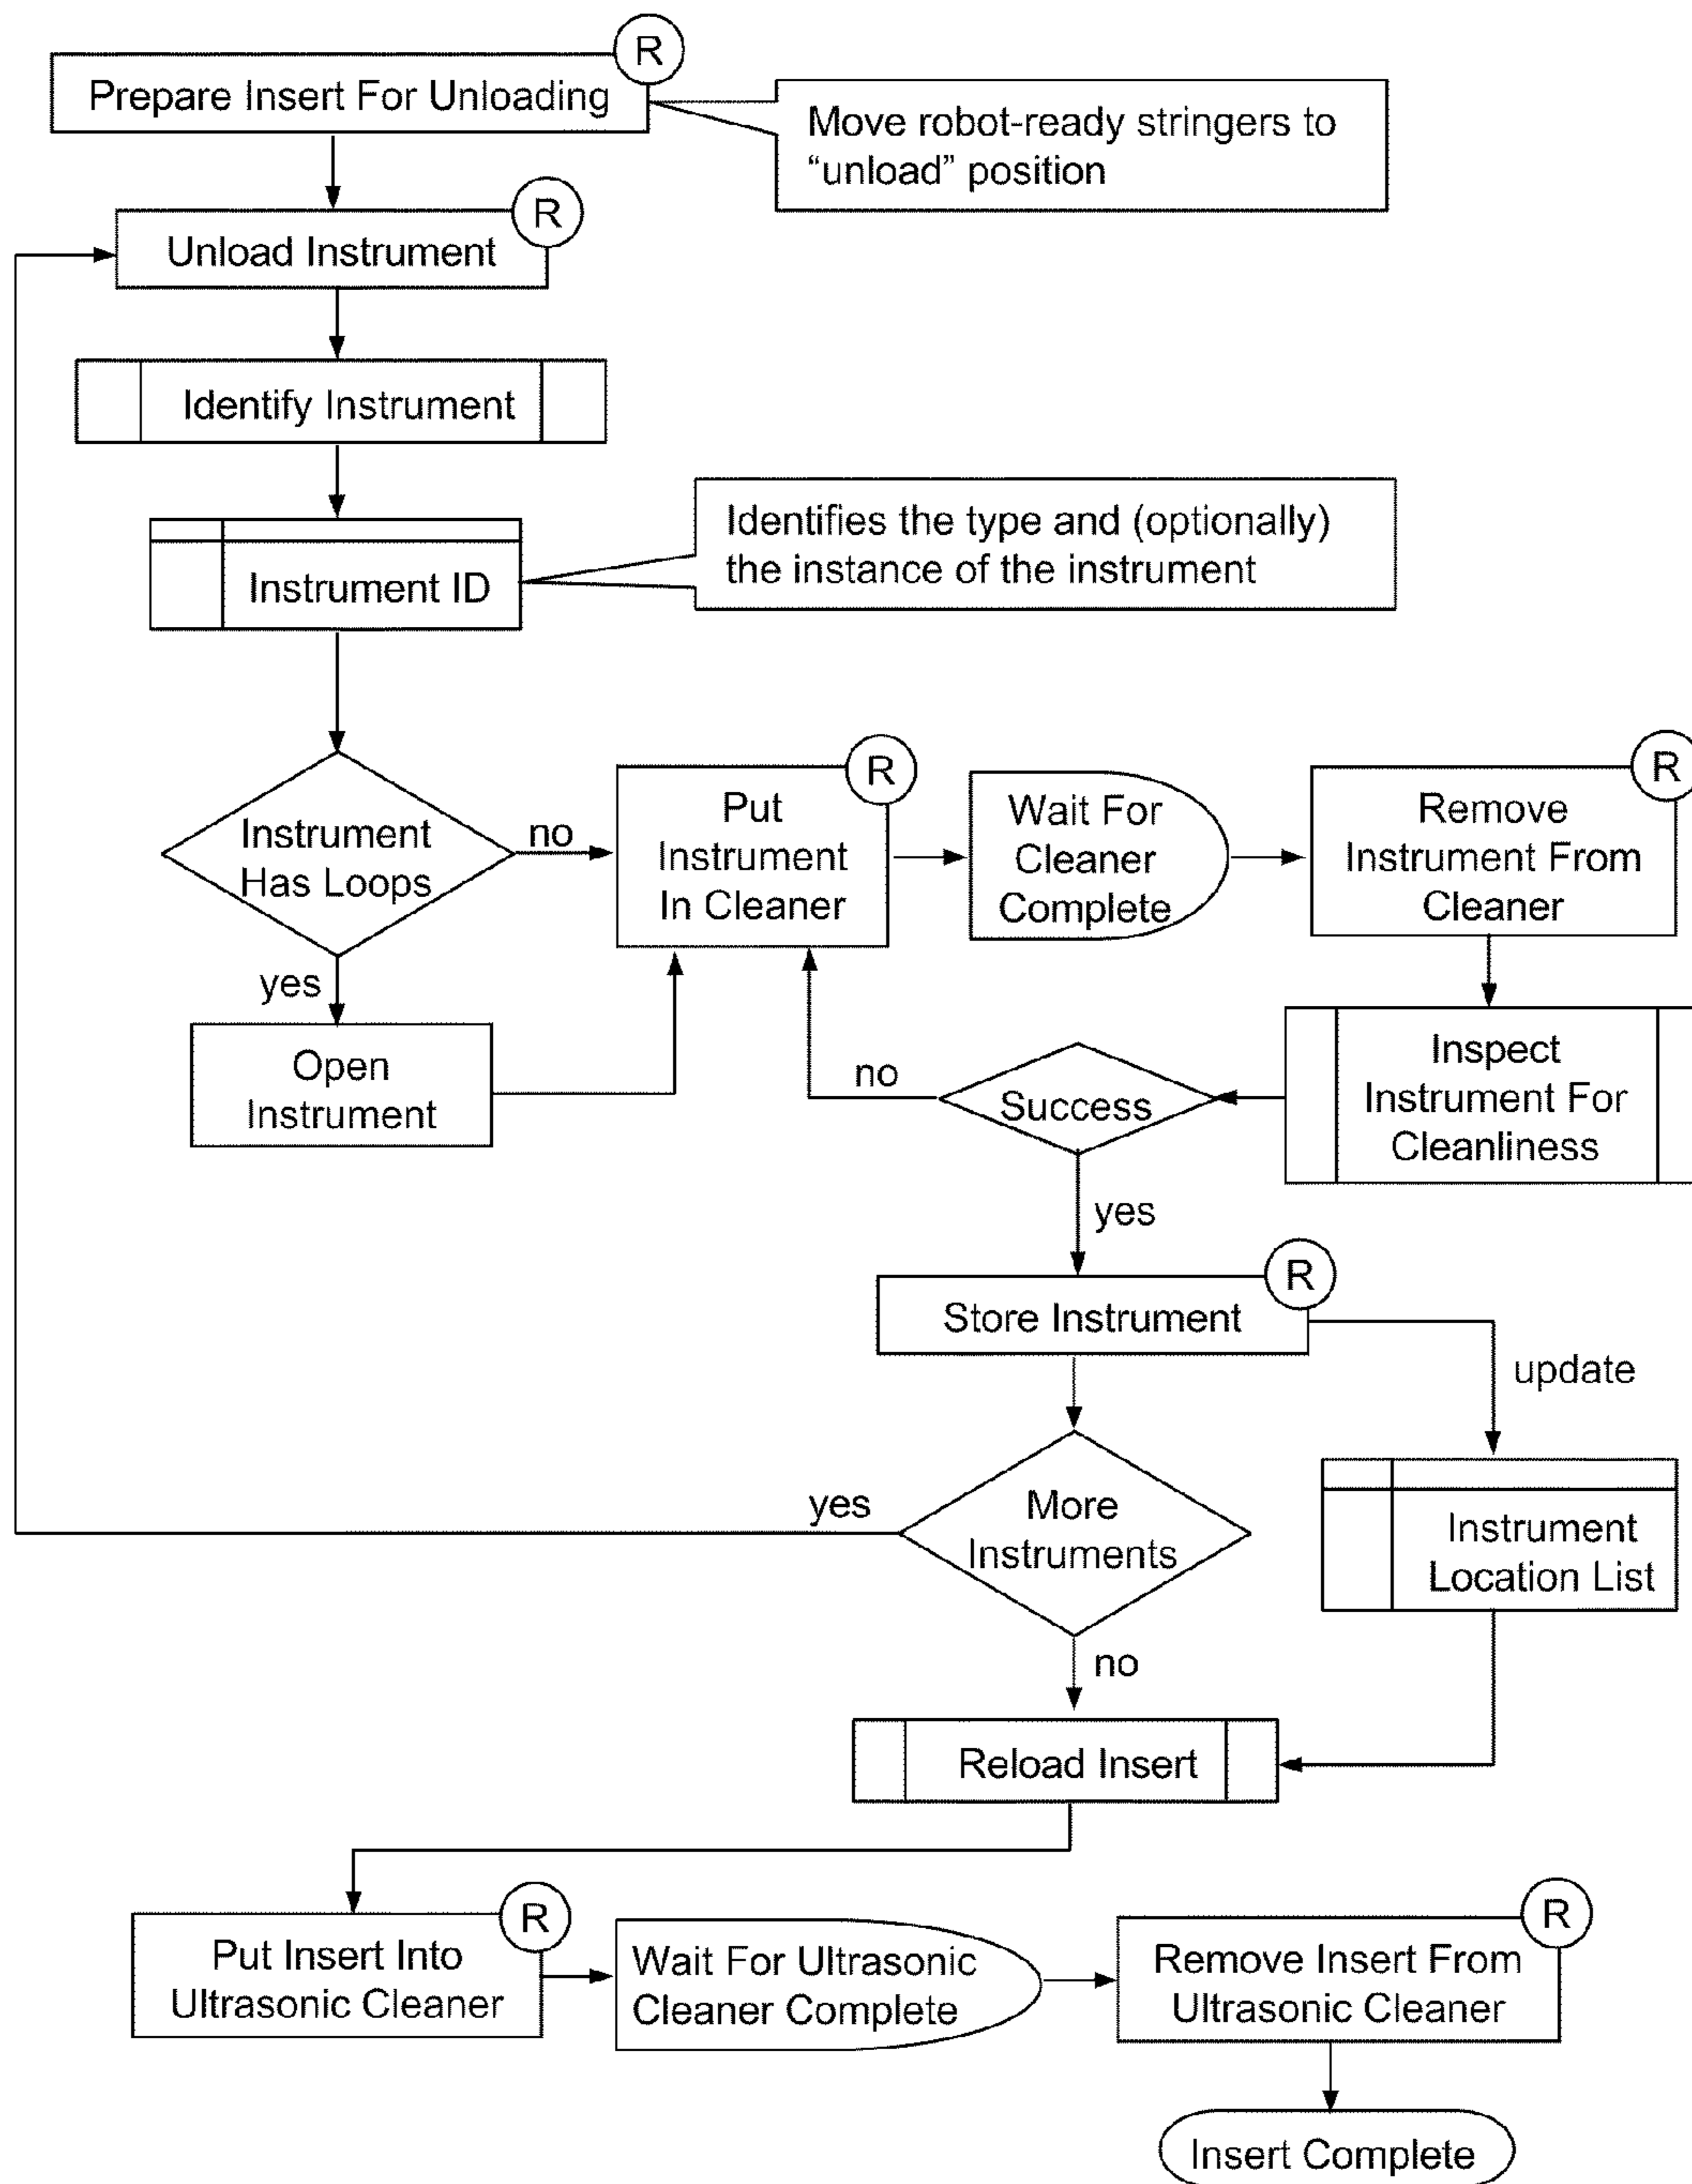 R
Prepare Insert For Unloading
Move robot-ready stringers to
“unload” position
R
Unload Instrument
Identify Instrument
Identifies the type and (optionally)
the instance of the instrument
Instrument ID
Instrument
Has Loops
no
yes
Open
Instrument
R
Put
Instrument
In Cleaner
Wait For
Cleaner
Complete
R
Remove
Instrument From
Cleaner
Inspect
Instrument For
Cleanliness
Success
no
yes
R
Store Instrument
update
More
Instruments
yes
no
Instrument
Location List
Reload Insert
R
Put Insert Into
Ultrasonic Cleaner
Wait For Ultrasonic
Cleaner Complete
R
Remove Insert From
Ultrasonic Cleaner
Insert Complete